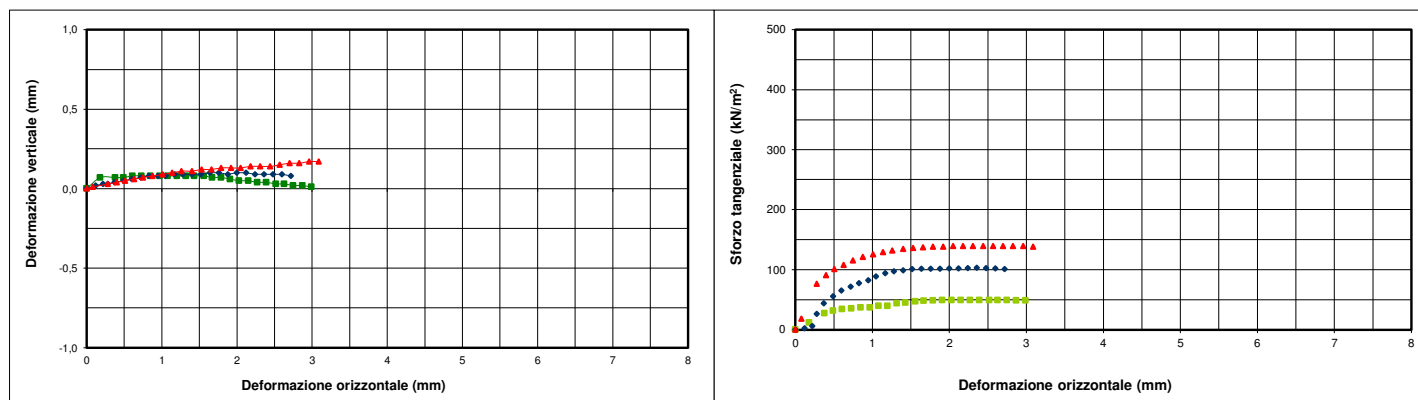 Deformazione verticale (mm)
1,0
0,5
0,0
-0,5
-1,0
0 1 2 3 4 5 6 7 8
Deformazione orizzontale (mm)
Sforzo tangenziale (kN/m²)
500
400
300
200
100
0
0 1 2 3 4 5 6 7 8
Deformazione orizzontale (mm)